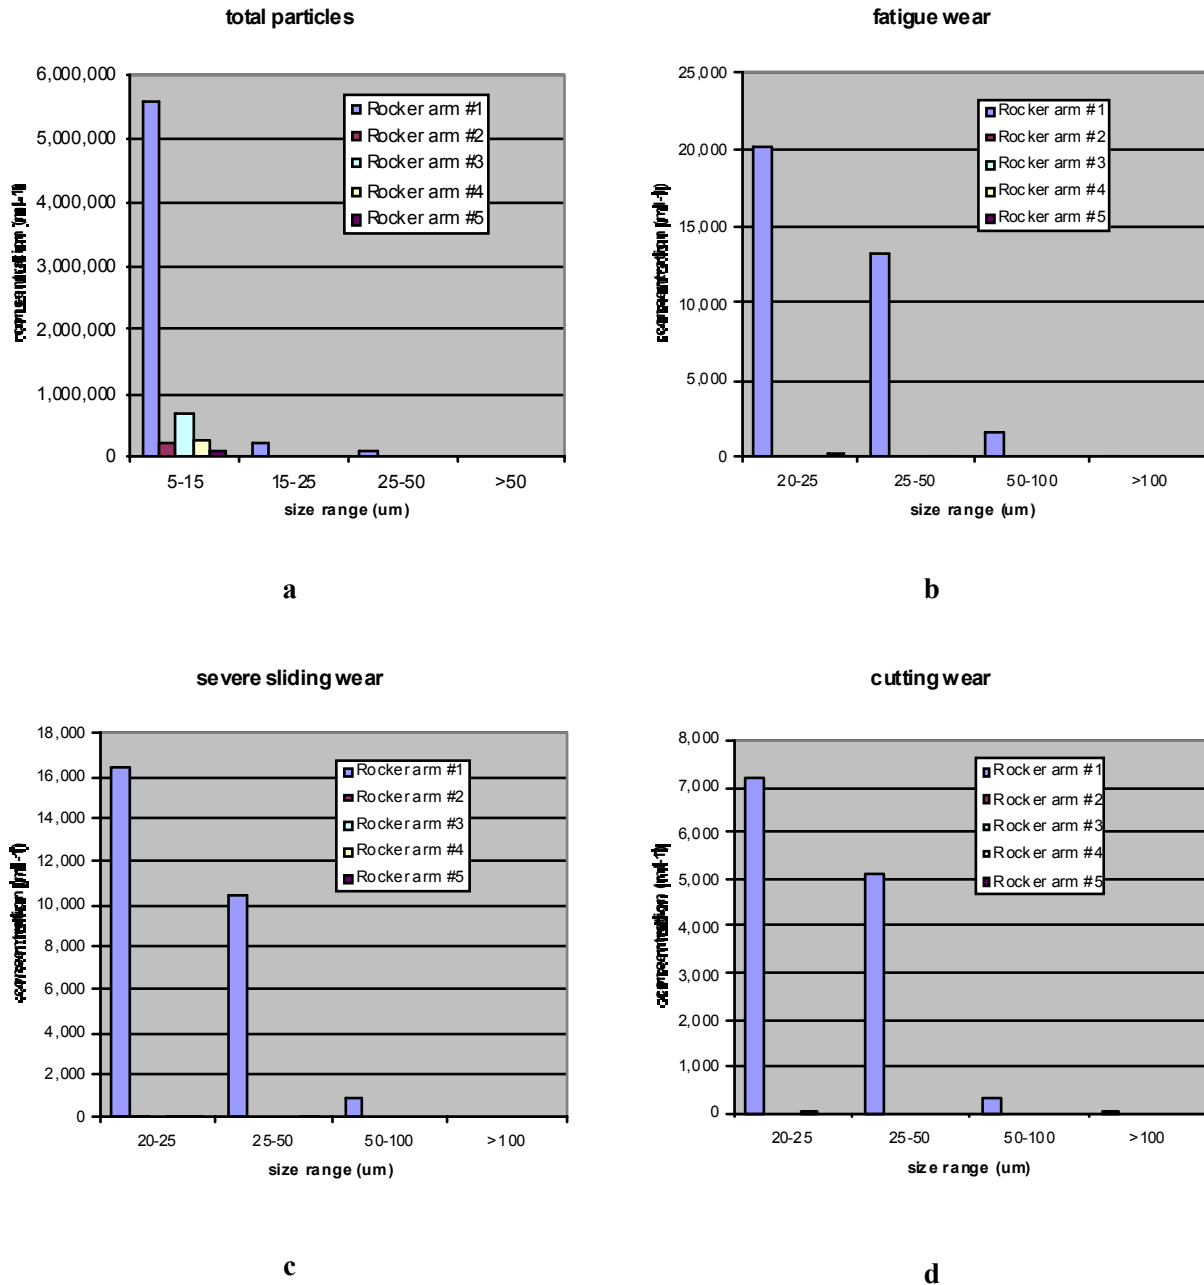 total particles
6,000,000
5,000,000
4,000,000
3,000,000
2,000,000
1,000,000
0
Rocker arm #1
Rocker arm #2
Rocker arm #3
Rocker arm #4
Rocker arm #5
5-15 15-25 25-50 >50
size range (um)
a
fatigue wear
25,000
20,000
15,000
10,000
5,000
0
Rocker arm #1
Rocker arm #2
Rocker arm #3
Rocker arm #4
Rocker arm #5
20-25 25-50 50-100 >100
size range (um)
b
severe sliding wear
18,000
16,000
14,000
12,000
10,000
8,000
6,000
4,000
2,000
0
Rocker arm #1
Rocker arm #2
Rocker arm #3
Rocker arm #4
Rocker arm #5
20-25 25-50 50-100 >100
size range (um)
c
cutting wear
8,000
7,000
6,000
5,000
4,000
3,000
2,000
1,000
0
Rocker arm #1
Rocker arm #2
Rocker arm #3
Rocker arm #4
Rocker arm #5
20-25 25-50 50-100 >100
size range (um)
d